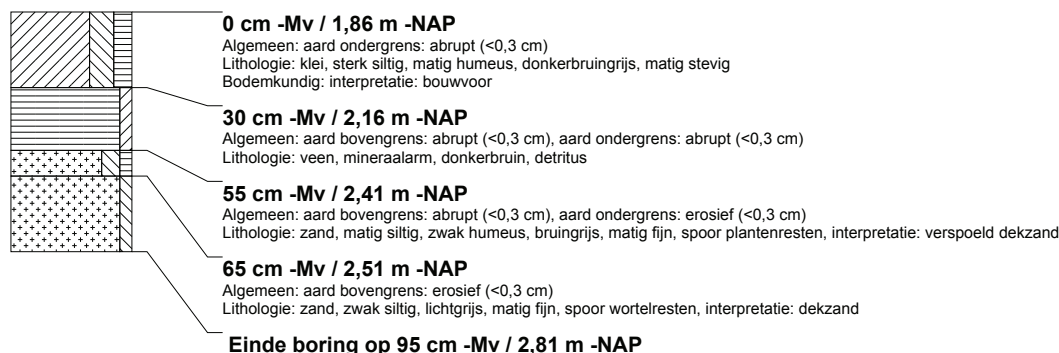 0 cm -Mv / 1,86 m -NAP
Algemeen: aard ondergrens: abrupt (<0,3 cm)
Lithologie: klei, sterk siltig, matig humeus, donkerbruingrijs, matig stevig
Bodemkundig: interpretatie: bouwvoor
30 cm -Mv / 2,16 m -NAP
Algemeen: aard bovengrens: abrupt (<0,3 cm), aard ondergrens: abrupt (<0,3 cm)
Lithologie: veen, mineraalarm, donkerbruin, detritus
55 cm -Mv / 2,41 m -NAP
Algemeen: aard bovengrens: abrupt (<0,3 cm), aard ondergrens: erosief (<0,3 cm)
Lithologie: zand, matig siltig, zwak humeus, bruingrijs, matig fijn, spoor plantenresten, interpretatie: verspoeld dekzand
65 cm -Mv / 2,51 m -NAP
Algemeen: aard bovengrens: erosief (<0,3 cm)
Lithologie: zand, zwak siltig, lichtgrijs, matig fijn, spoor wortelresten, interpretatie: dekzand
Einde boring op 95 cm -Mv / 2,81 m -NAP